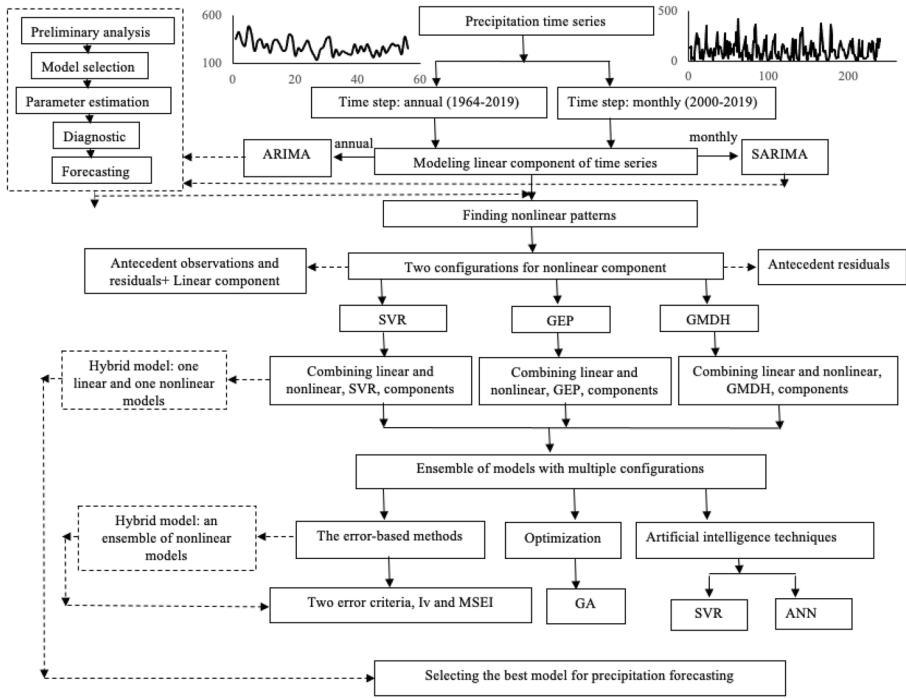 Preliminary analysis
Model selection
Parameter estimation
Diagnostic
Forecasting
600
100
0
20
40
60
Precipitation time series
500
0
0
100
200
Time step: annual (1964-2019)
Time step: monthly (2000-2019)
ARIMA
annual
Modeling linear component of time series
monthly
SARIMA
Finding nonlinear patterns
Antecedent observations and
residuals+ Linear component
Two configurations for nonlinear component
Antecedent residuals
SVR
GEP
GMDH
Hybrid model: one
linear and one nonlinear
models
Combining linear and
nonlinear, SVR, components
Combining linear and
nonlinear, GEP, components
Combining linear and nonlinear,
GMDH, components
Ensemble of models with multiple configurations
Hybrid model: an
ensemble of nonlinear
models
The error-based methods
Optimization
Artificial intelligence techniques
Two error criteria, Iv and MSEI
GA
SVR
ANN
Selecting the best model for precipitation forecasting